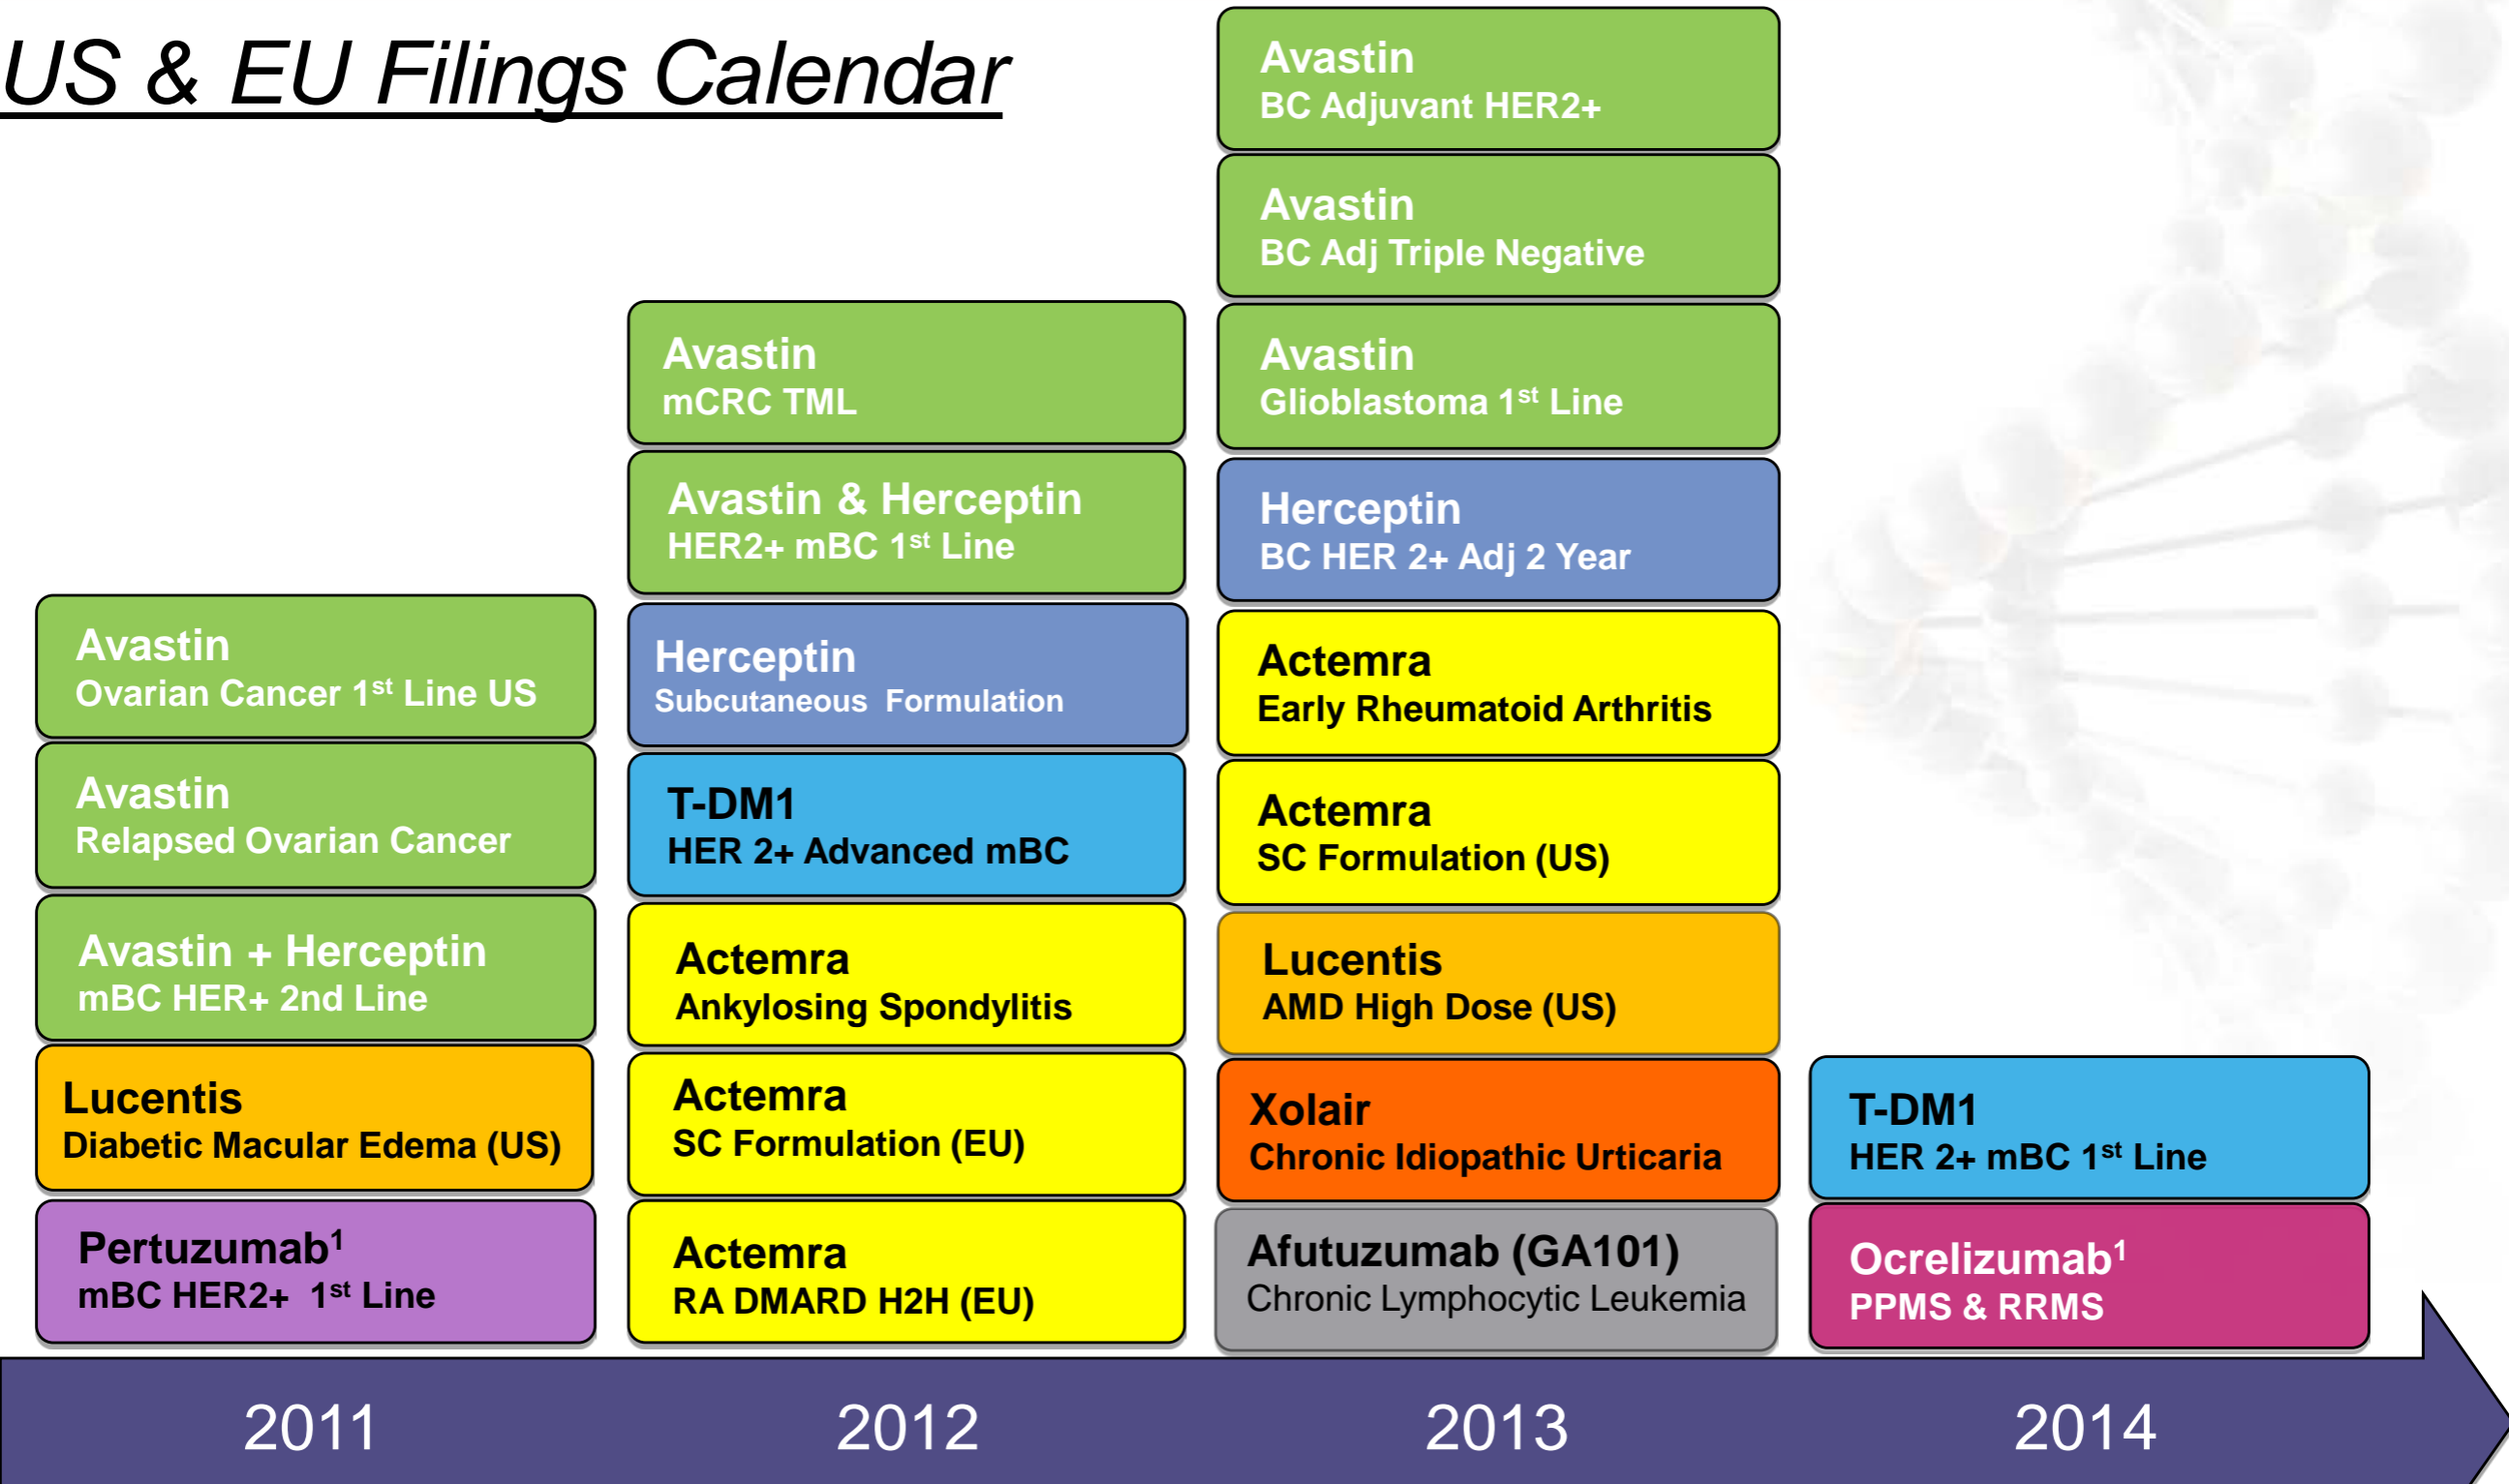 US & EU Filings Calendar
Avastin
Ovarian Cancer 1st Line US
Avastin
Relapsed Ovarian Cancer
Avastin + Herceptin
mBC HER+ 2nd Line
Lucentis
Diabetic Macular Edema (US)
Pertuzumab1
mBC HER2+ 1st Line
Avastin
mCRC TML
Avastin & Herceptin
HER2+ mBC 1st Line
Herceptin
Subcutaneous Formulation
T-DM1
HER 2+ Advanced mBC
Actemra
Ankylosing Spondylitis
Actemra
SC Formulation (EU)
Actemra
RA DMARD H2H (EU)
Avastin
BC Adjuvant HER2+
Avastin
BC Adj Triple Negative
Avastin
Glioblastoma 1st Line
Herceptin
BC HER 2+ Adj 2 Year
Actemra
Early Rheumatoid Arthritis
Actemra
SC Formulation (US)
Lucentis
AMD High Dose (US)
Xolair
Chronic Idiopathic Urticaria
Afutuzumab (GA101)
Chronic Lymphocytic Leukemia
T-DM1
HER 2+ mBC 1st Line
Ocrelizumab1
PPMS & RRMS
2011
2012
2013
2014